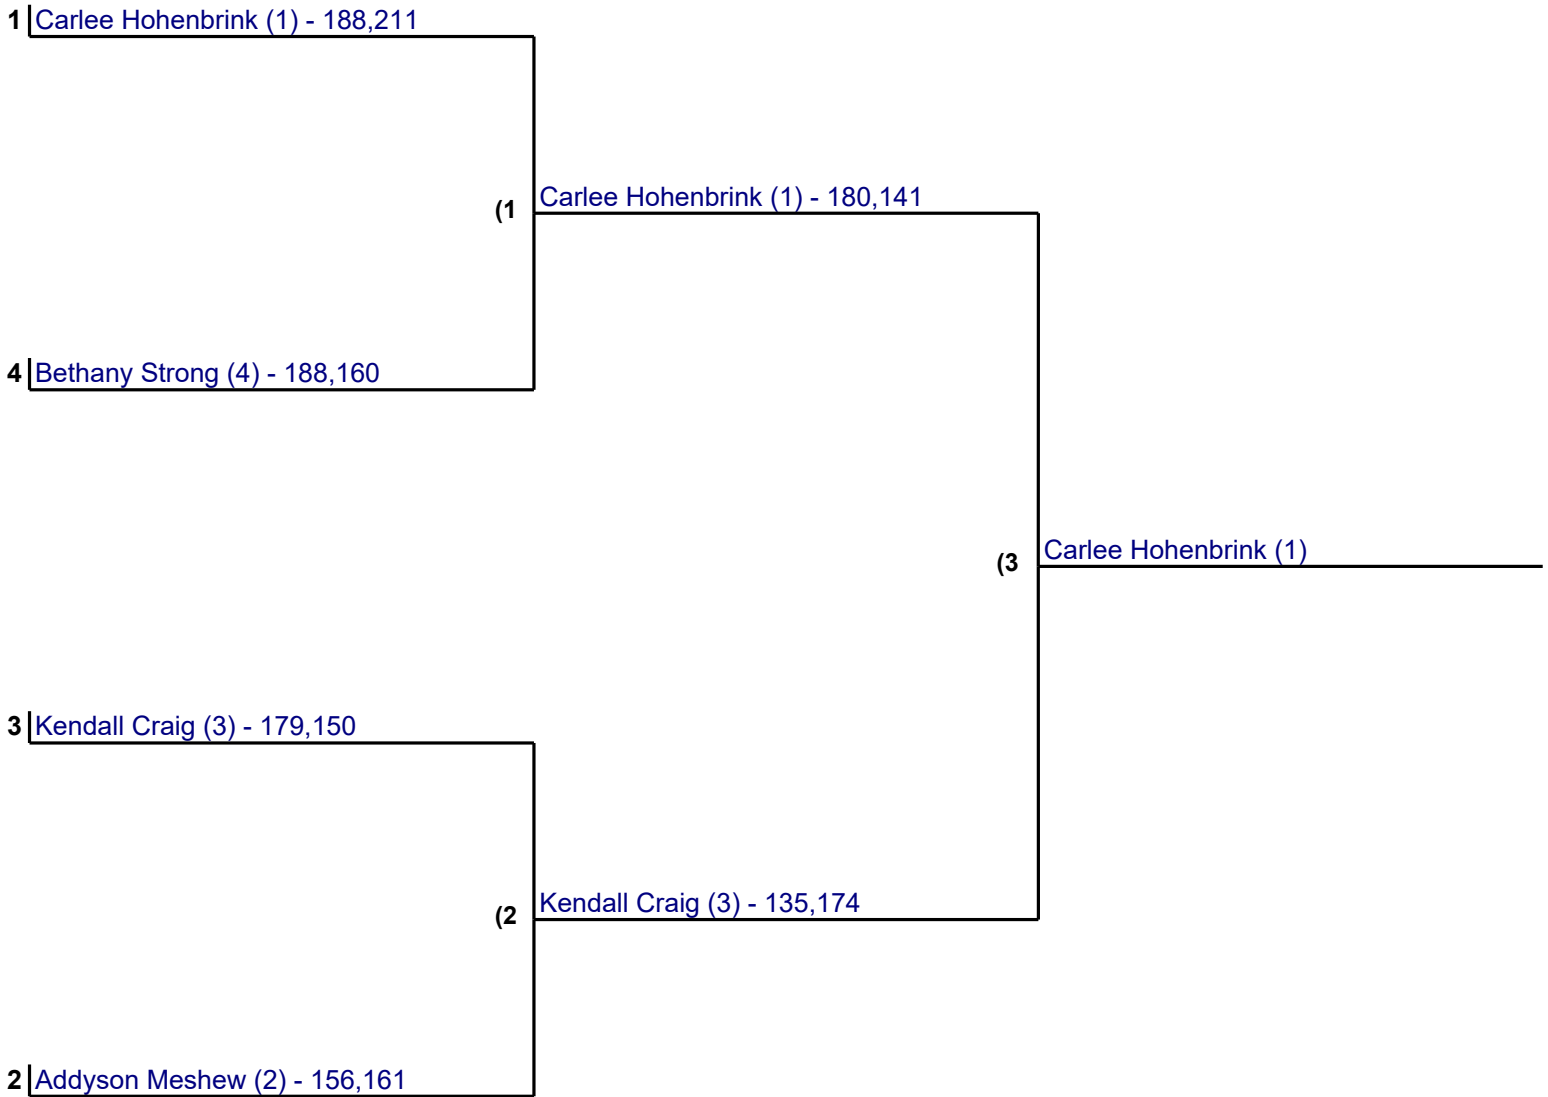 1 Carlee Hohenbrink (1) - 188,211
(1 Carlee Hohenbrink (1) - 180,141
4 Bethany Strong (4) - 188,160
(3 Carlee Hohenbrink (1)
3 Kendall Craig (3) - 179,150
(2 Kendall Craig (3) - 135,174
2 Addyson Meshew (2) - 156,161